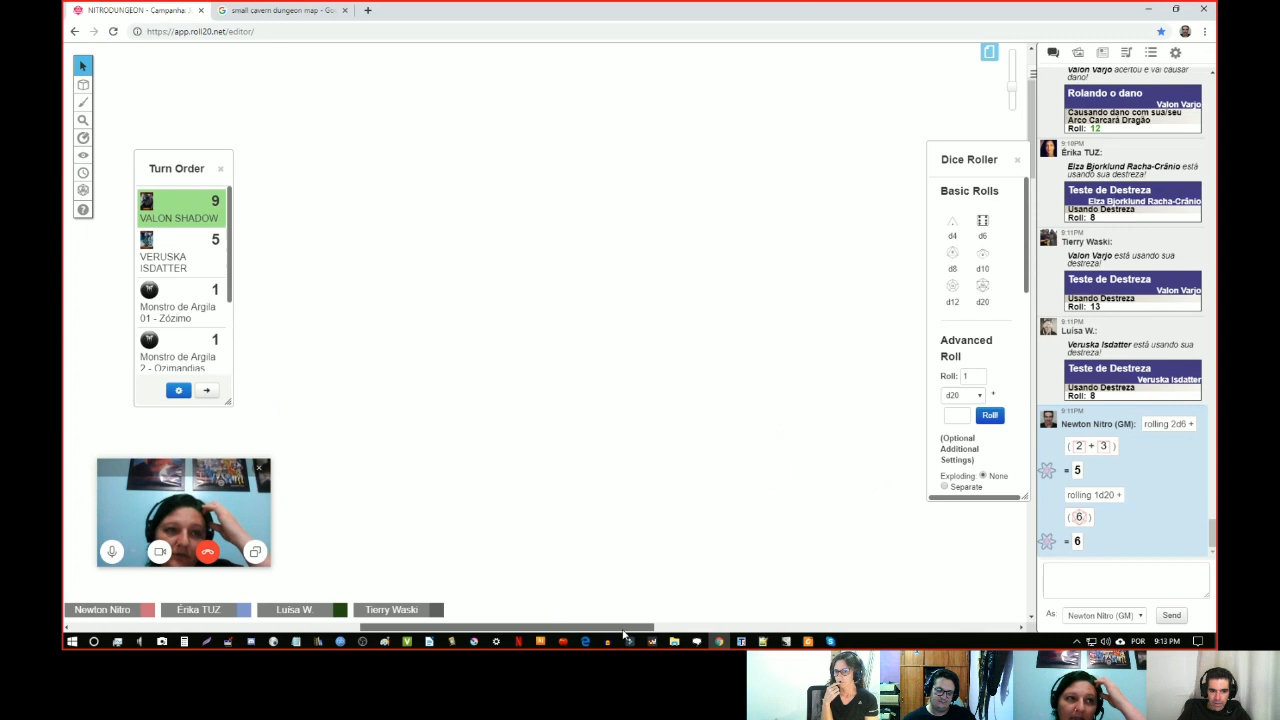 NITRODUNGEON - Campanha: J
small cavern dungeon map - Go
https://app.roll20.net/editor/
Turn Order
9
VALON SHADOW
5
VERUSKA
ISDATTER
1
Monstro de Argila
01 - Zózimo
1
Monstro de Argila
2 - Ozimandias
Newton Nitro
Érika TUZ
Luisa W.
Tierry Waski
Dice Roller
Basic Rolls
d4
d6
d8
d10
d12
d20
Advanced
Roll
Roll: 1
d20
Roll!
(Optional
Additional
Settings)
Exploding: None
Separate
Valon Varjo acertou e vai causar
dano!
Rolando o dano
Valon Varjo
Causando dano com sua/seu
Arco Carcará Dragão
Roll: 12
9:10PM
Érika TUZ:
Elza Bjorklund Racha-Crânio está
usando sua destreza!
Teste de Destreza
Elza Bjorklund Racha-Crânio
Usando Destreza
Roll: 8
9:11PM
Tierry Waski:
Valon Varjo está usando sua
destreza!
Teste de Destreza
Valon Varjo
Usando Destreza
Roll: 13
9:11PM
Luisa W.:
Veruska Isdatter está usando sua
destreza!
Teste de Destreza
Veruska Isdatter
Usando Destreza
Roll: 8
9:11PM
Newton Nitro (GM): rolling 2d6 +
(2 + 3)
= 5
rolling 1d20 +
(6)
= 6
As: Newton Nitro (GM)
Send
POR
9:13 PM